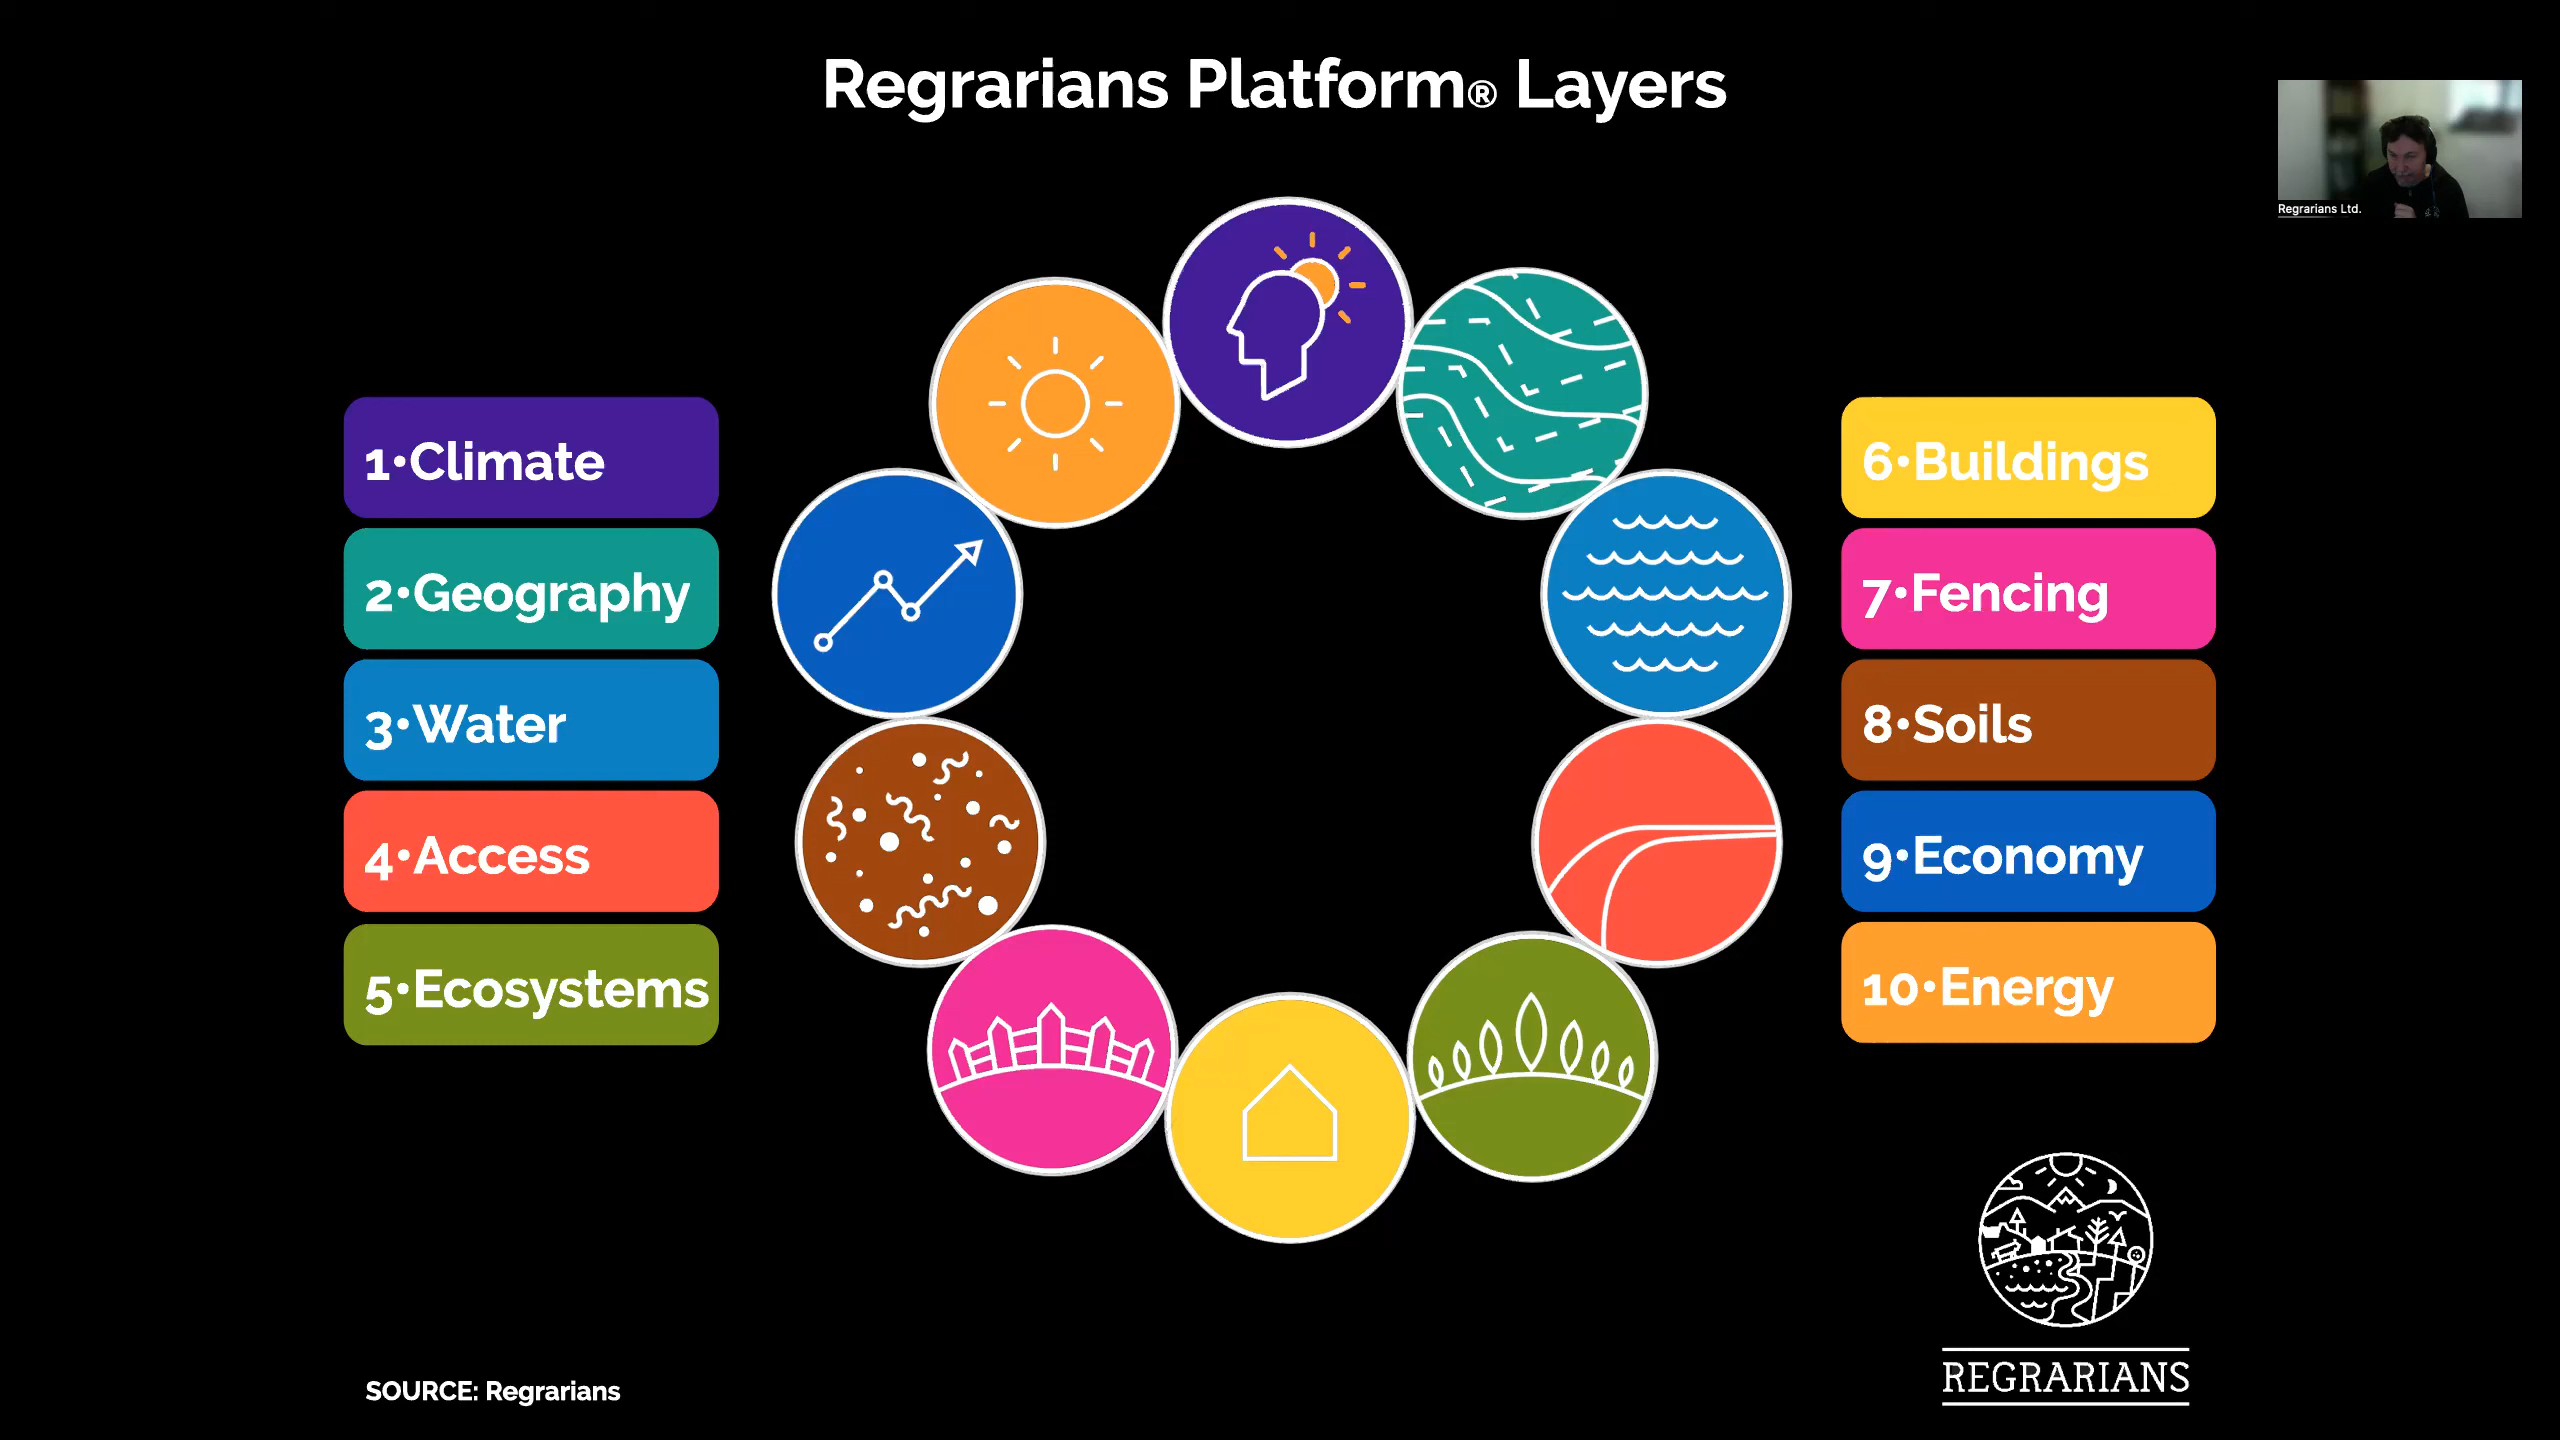 Regrarians Platform® Layers
Regrarians Ltd.
1•Climate
2•Geography
3•Water
4•Access
5•Ecosystems
6•Buildings
7•Fencing
8•Soils
9•Economy
10•Energy
SOURCE: Regrarians
REGRARIANS